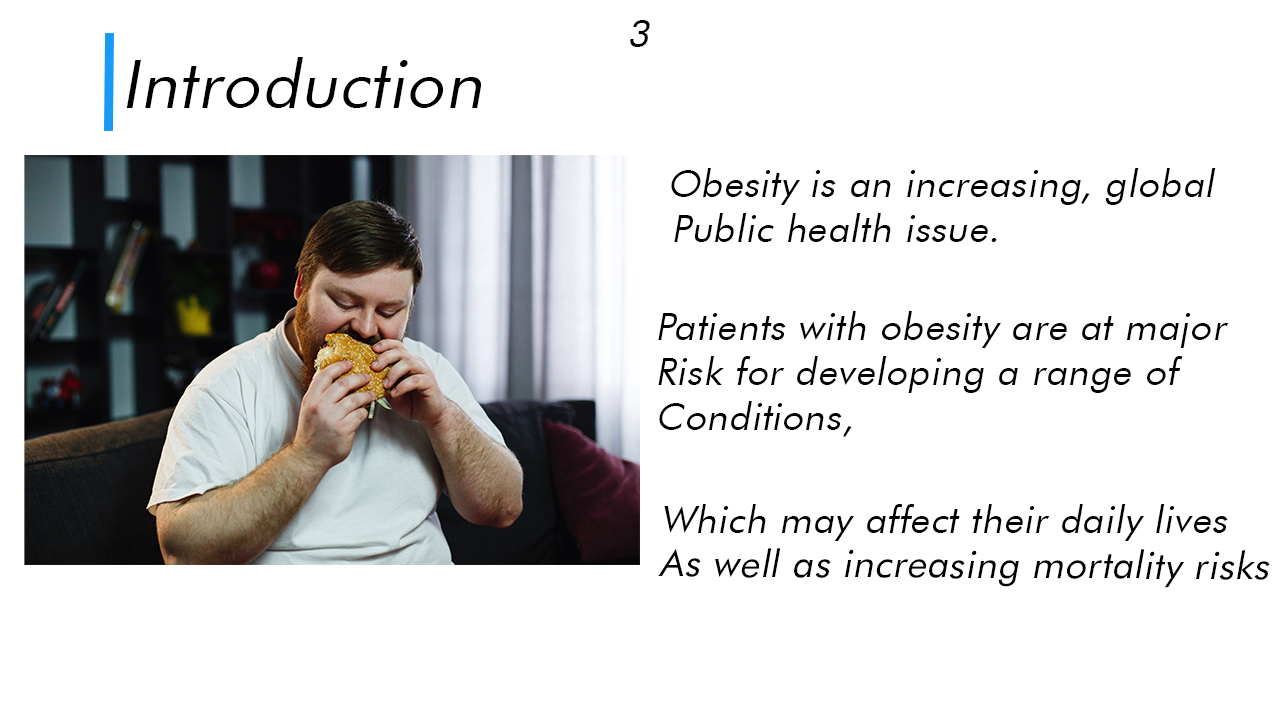 3
Introduction
Obesity is an increasing, global
Public health issue.
Patients with obesity are at major
Risk for developing a range of
Conditions,
Which may affect their daily lives
As well as increasing mortality risks